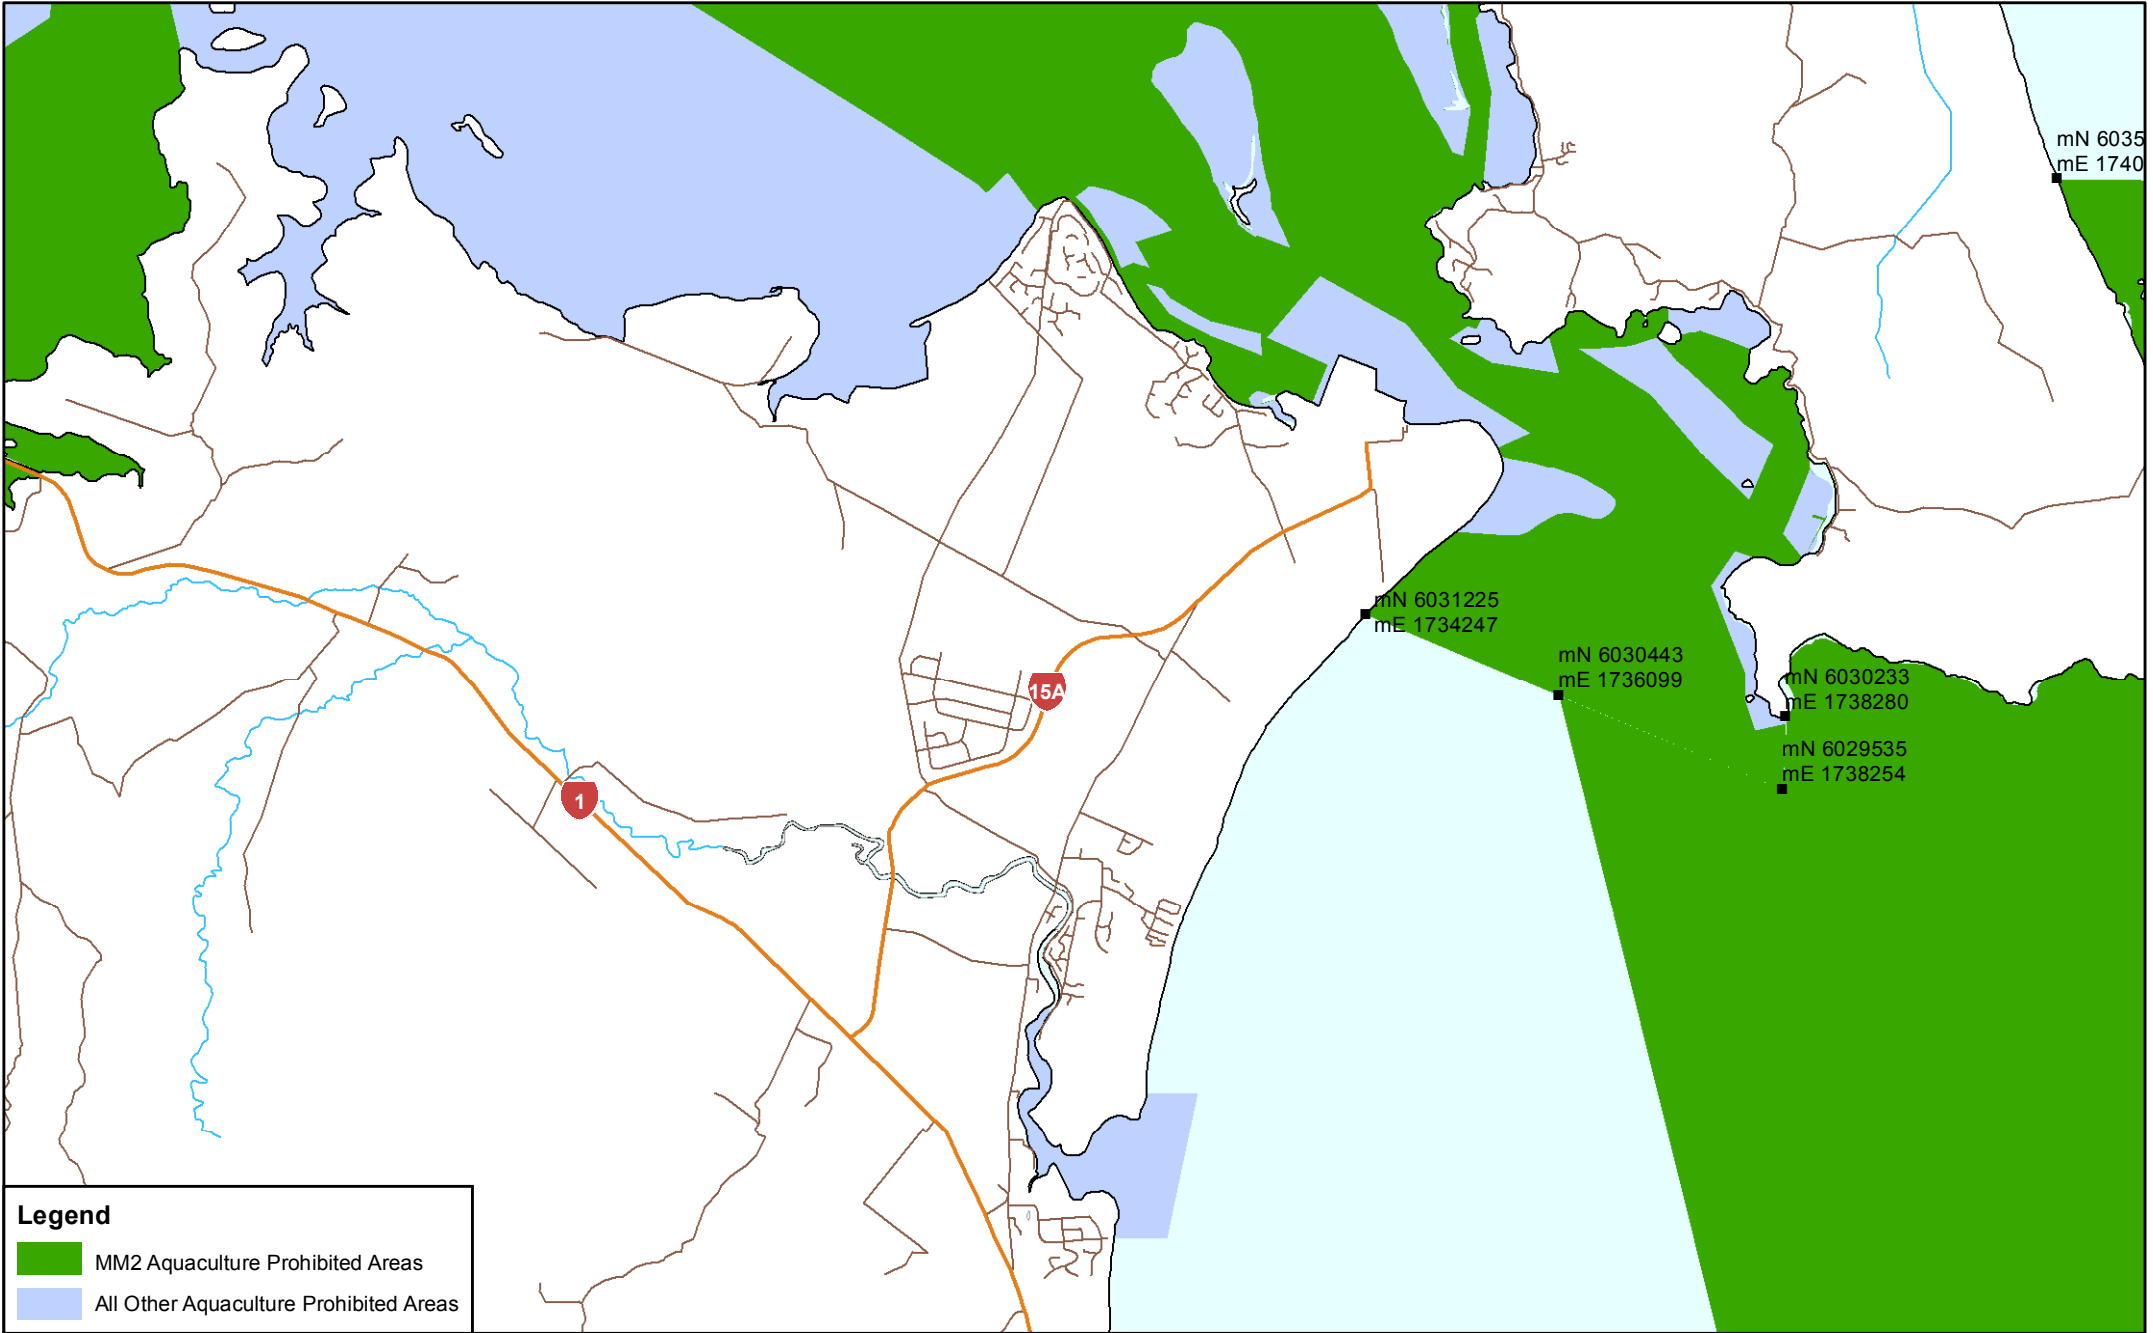 mN 6035
mE 1740
mN 6031225
mE 1734247
mN 6030443
mE 1736099
mN 6030233
mE 1738280
15A
mN 6029535
mE 1738254
1
Legend
MM2 Aquaculture Prohibited Areas
All Other Aquaculture Prohibited Areas